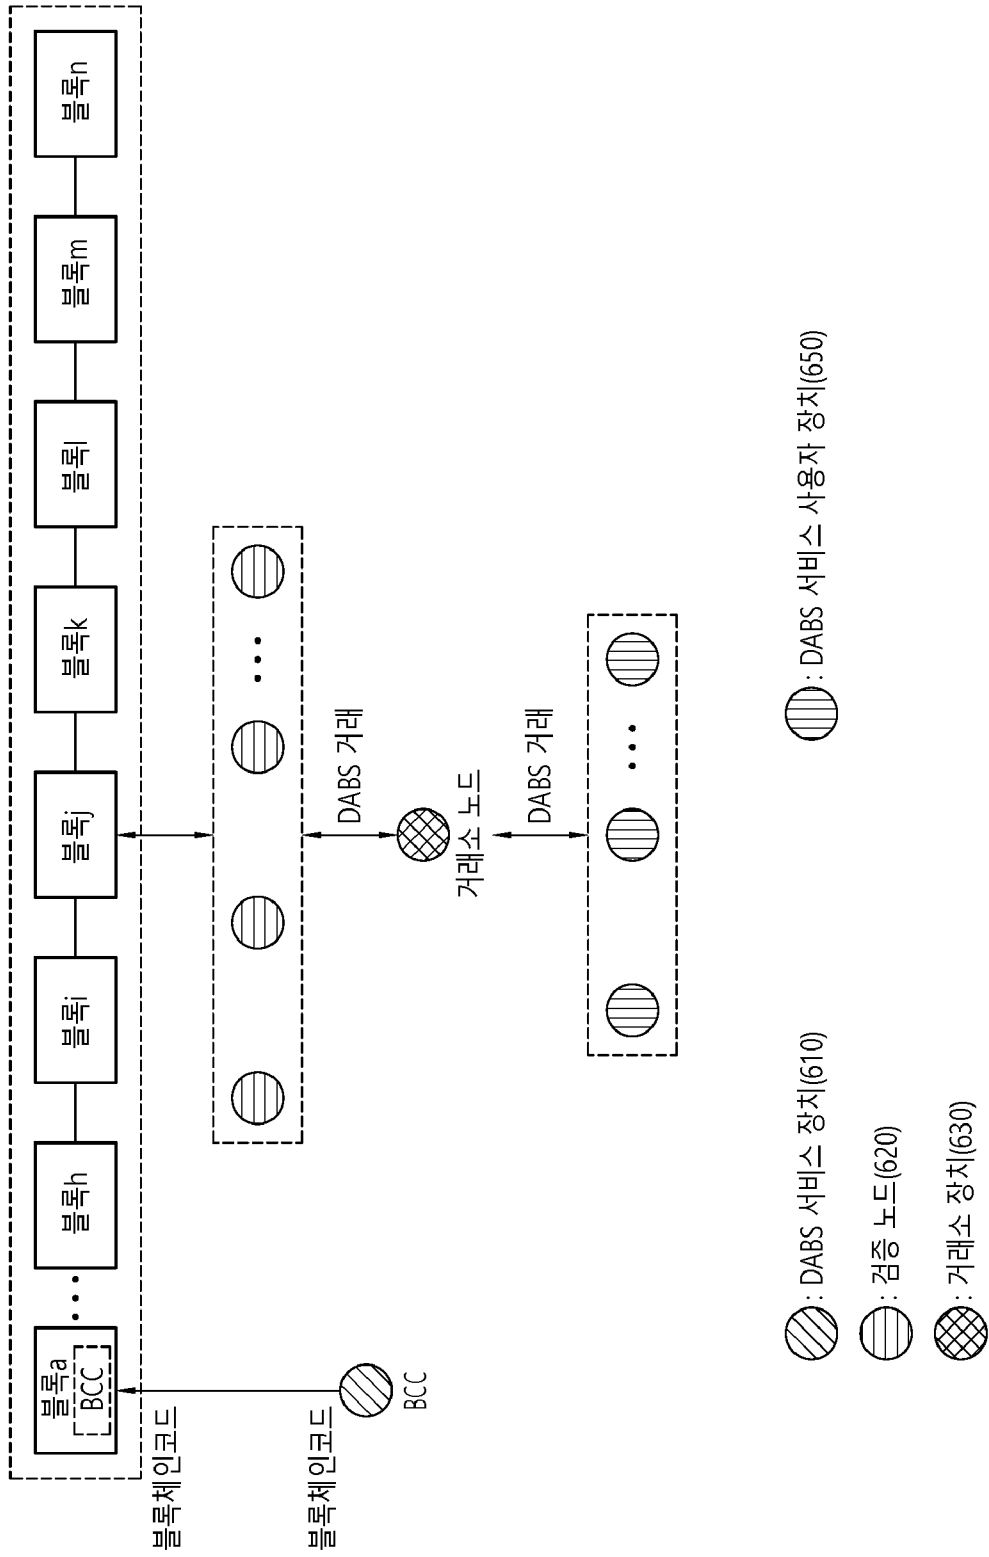 블록a
BCC
블록h
블록i
블록j
블록k
블록l
블록m
블록n
블록체인코드
블록체인코드
BCC
DABS 거래
거래소 노드
DABS 거래
: DABS 서비스 장치(610)
: DABS 서비스 사용자 장치(650)
: 검증 노드(620)
: 거래소 장치(630)